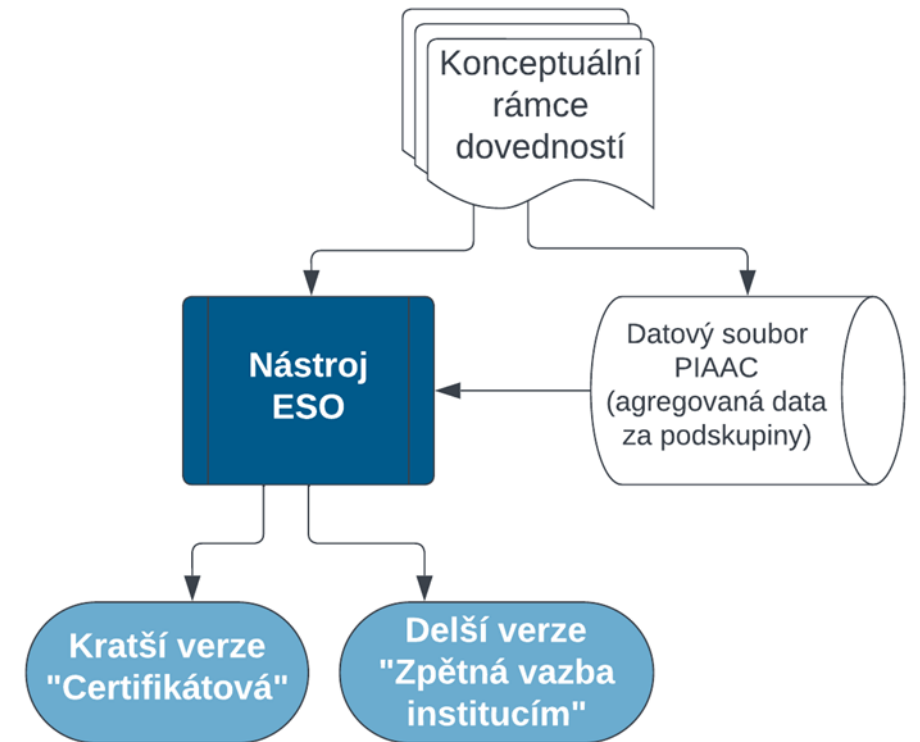 Konceptuální
rámce
dovedností
Nástroj
ESO
Datový soubor
PIAAC
(agregovaná data
za podskupiny)
Kratší verze
"Certifikátová"
Delší verze
"Zpětná vazba
institucím"